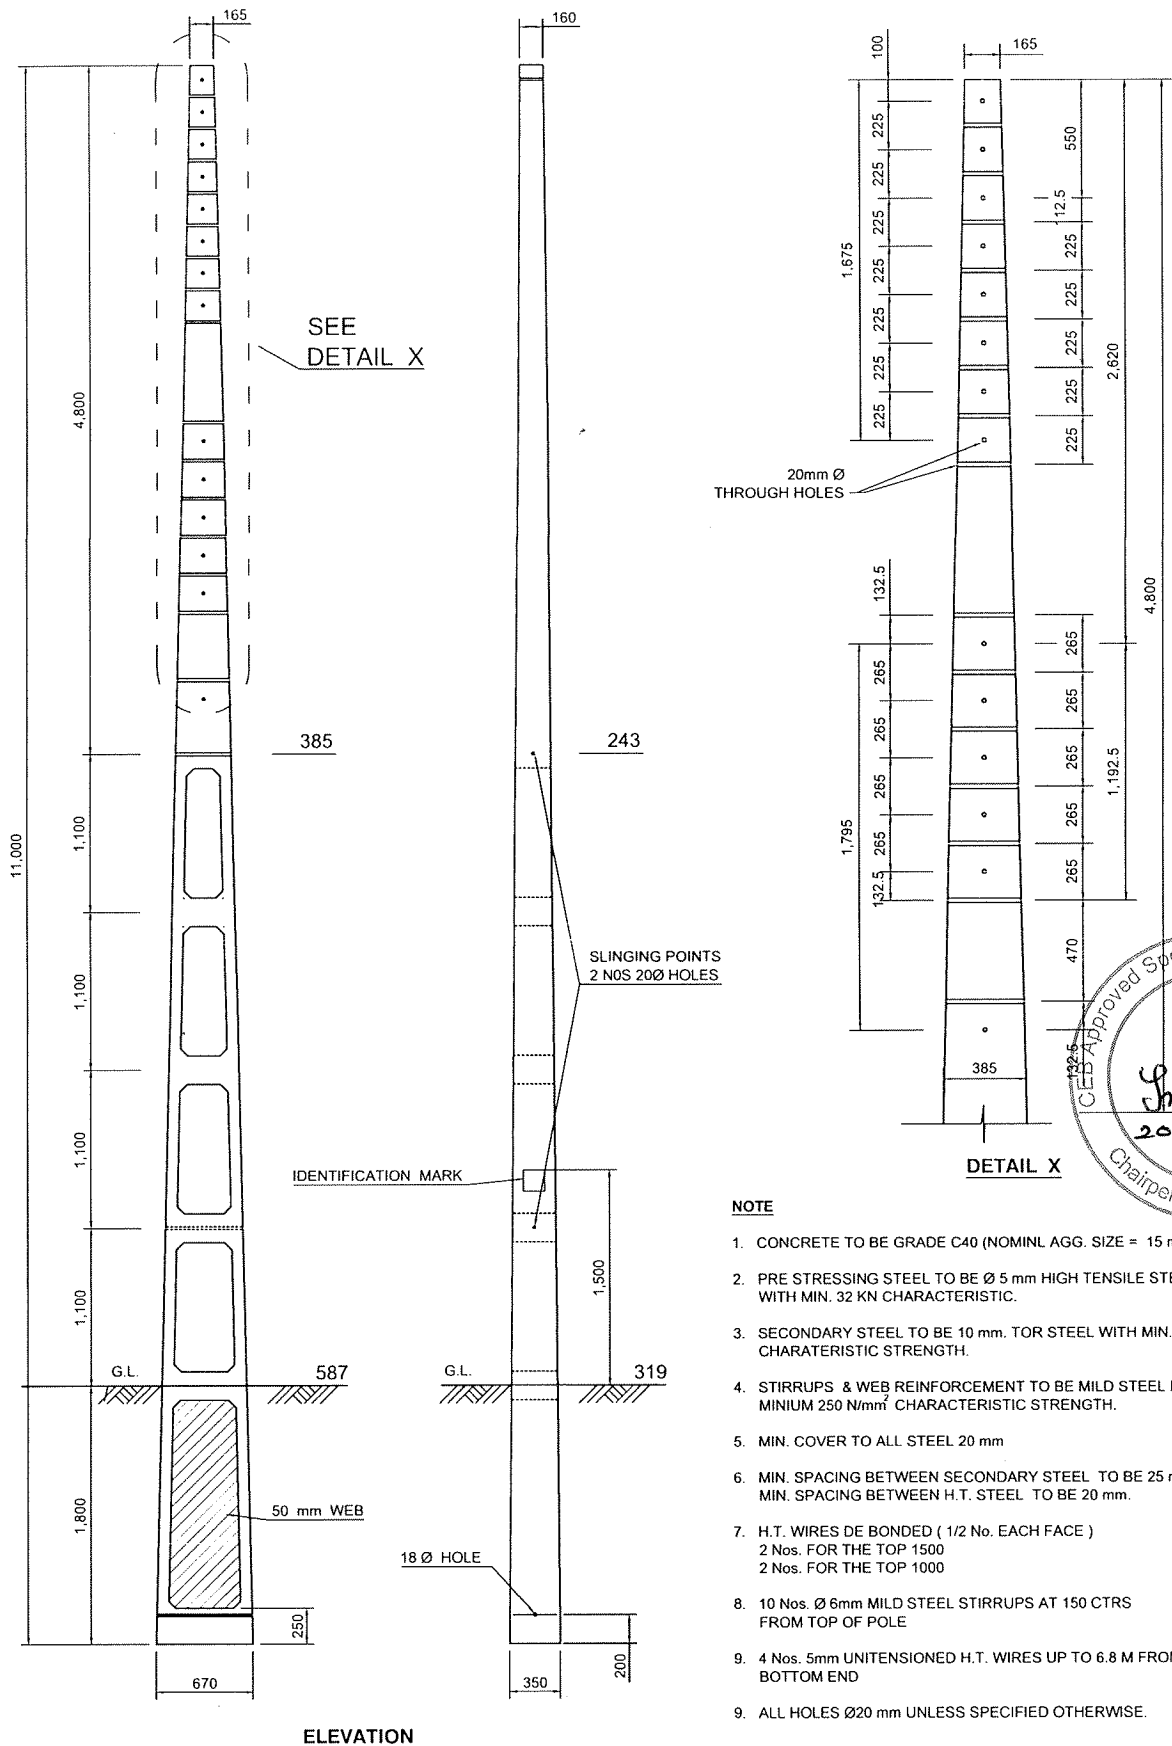 165
11,000
4,800
SEE
DETAIL X
385
1,100
1,100
1,100
1,100
G.L.
587
1,800
50 mm WEB
250
670
ELEVATION
160
243
SLINGING POINTS
2 N0S 20Ø HOLES
IDENTIFICATION MARK
1,500
G.L.
319
18 Ø HOLE
200
350
165
100
225
225
225
225
225
225
225
1.675
550
112.5
225
225
225
225
225
2,620
4,800
20mm Ø
THROUGH HOLES
132.5
265
265
265
265
132.5
1,795
265
265
265
265
265
1,192.5
470
132.5
385
DETAIL X
CEB Approved
20
NOTE
1. CONCRETE TO BE GRADE C40 (NOMINL AGG. SIZE = 15
2. PRE STRESSING STEEL TO BE Ø 5 mm HIGH TENSILE
WITH MIN. 32 KN CHARACTERISTIC.
3. SECONDARY STEEL TO BE 10 mm. TOR STEEL WITH MIN.
CHARATERISTIC STRENGTH.
4. STIRRUPS & WEB REINFORCEMENT TO BE MILD STEEL
MINIUM 250 N/mm² CHARACTERISTIC STRENGTH.
5. MIN. COVER TO ALL STEEL 20 mm
6. MIN. SPACING BETWEEN SECONDARY STEEL TO BE 25
MIN. SPACING BETWEEN H.T. STEEL TO BE 20 mm.
7. H.T. WIRES DE BONDED ( 1/2 No. EACH FACE )
2 Nos. FOR THE TOP 1500
2 Nos. FOR THE TOP 1000
8. 10 Nos. Ø 6mm MILD STEEL STIRRUPS AT 150 CTRS
FROM TOP OF POLE
9. 4 Nos. 5mm UNITENSIONED H.T. WIRES UP TO 6.8 M
BOTTOM END
9. ALL HOLES Ø20 mm UNLESS SPECIFIED OTHERWISE.